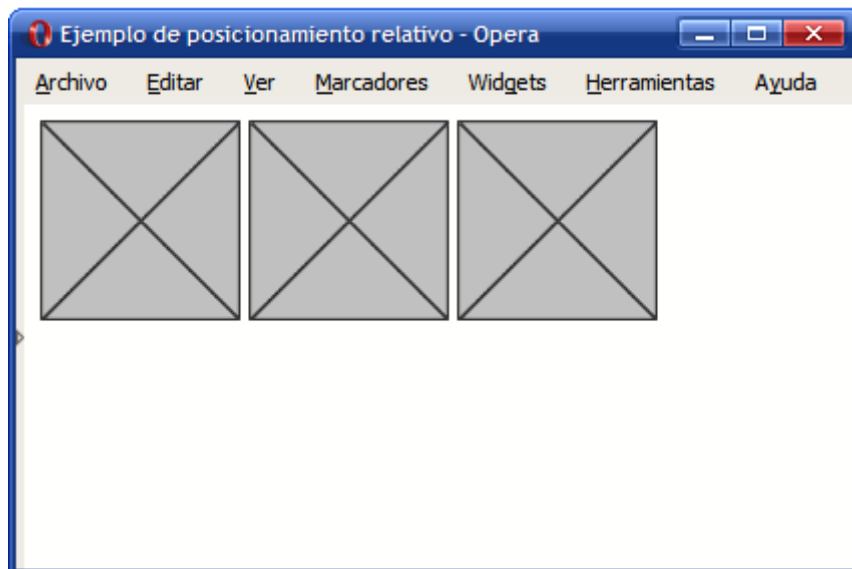 Ejemplo de posicionamiento relativo - Opera
Archivo Editar Ver Marcadores Widgets Herramientas Ayuda